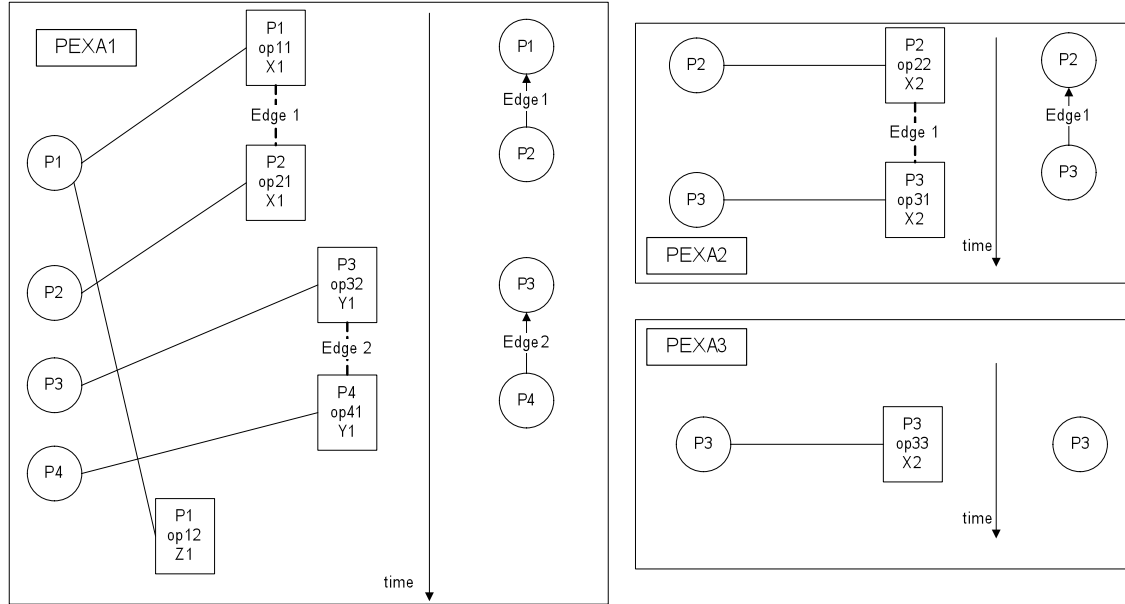 PEXA1
P1
op11
X1
Edge 1
P1
P2
op21
X1
P2
P3
op32
Y1
Edge 2
P3
P4
op41
Y1
P4
P1
op12
Z1
time
P1
Edge1
P2
P3
Edge2
P4
P2
P2
op22
X2
Edge 1
P3
P3
op31
X2
PEXA2
time
P2
Edge1
P3
PEXA3
P3
P3
op33
X2
time
P3